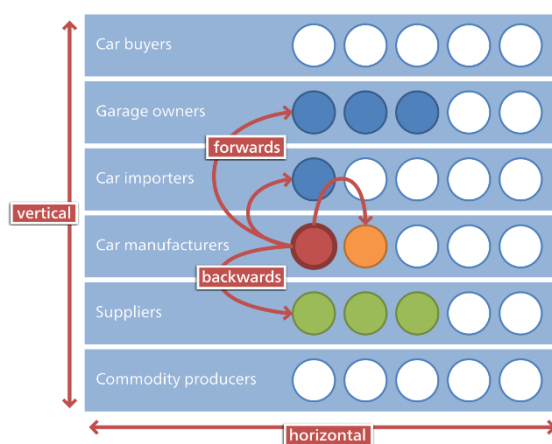 Car buyers
Garage owners
forwards
Car importers
vertical
Car manufacturers
backwards
Suppliers
Commodity producers
horizontal